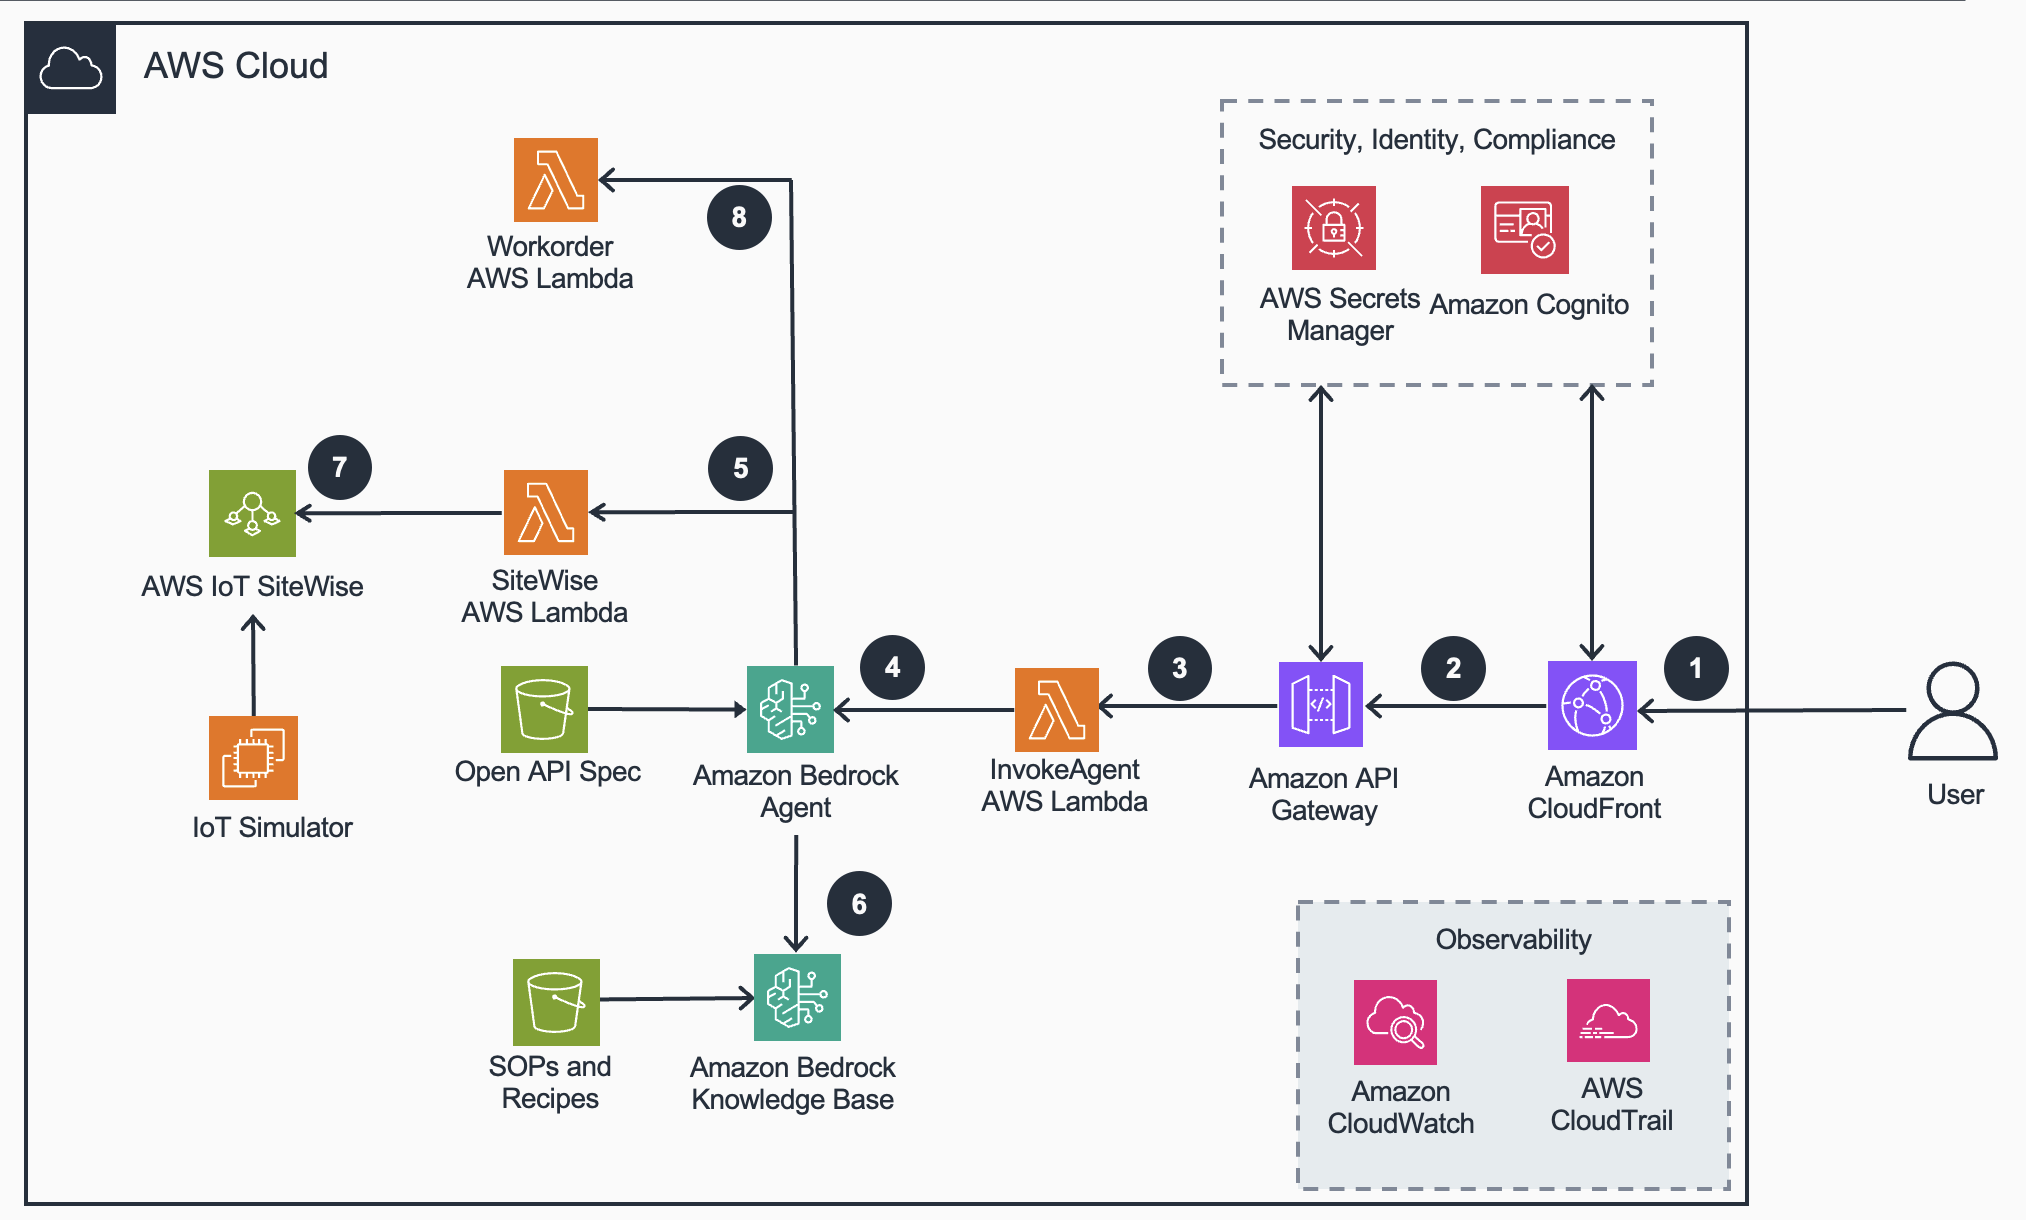 AWS Cloud
Security, Identity, Compliance
8
Workorder
AWS Lambda
AWS Secrets
Manager
Amazon Cognito
7
5
AWS IoT SiteWise
SiteWise
AWS Lambda
4
3
2
1
Open API Spec
Amazon Bedrock
Agent
InvokeAgent
AWS Lambda
Amazon API
Gateway
Amazon
CloudFront
User
IoT Simulator
6
Observability
SOPs and
Recipes
Amazon Bedrock
Knowledge Base
Amazon
CloudWatch
AWS
CloudTrail